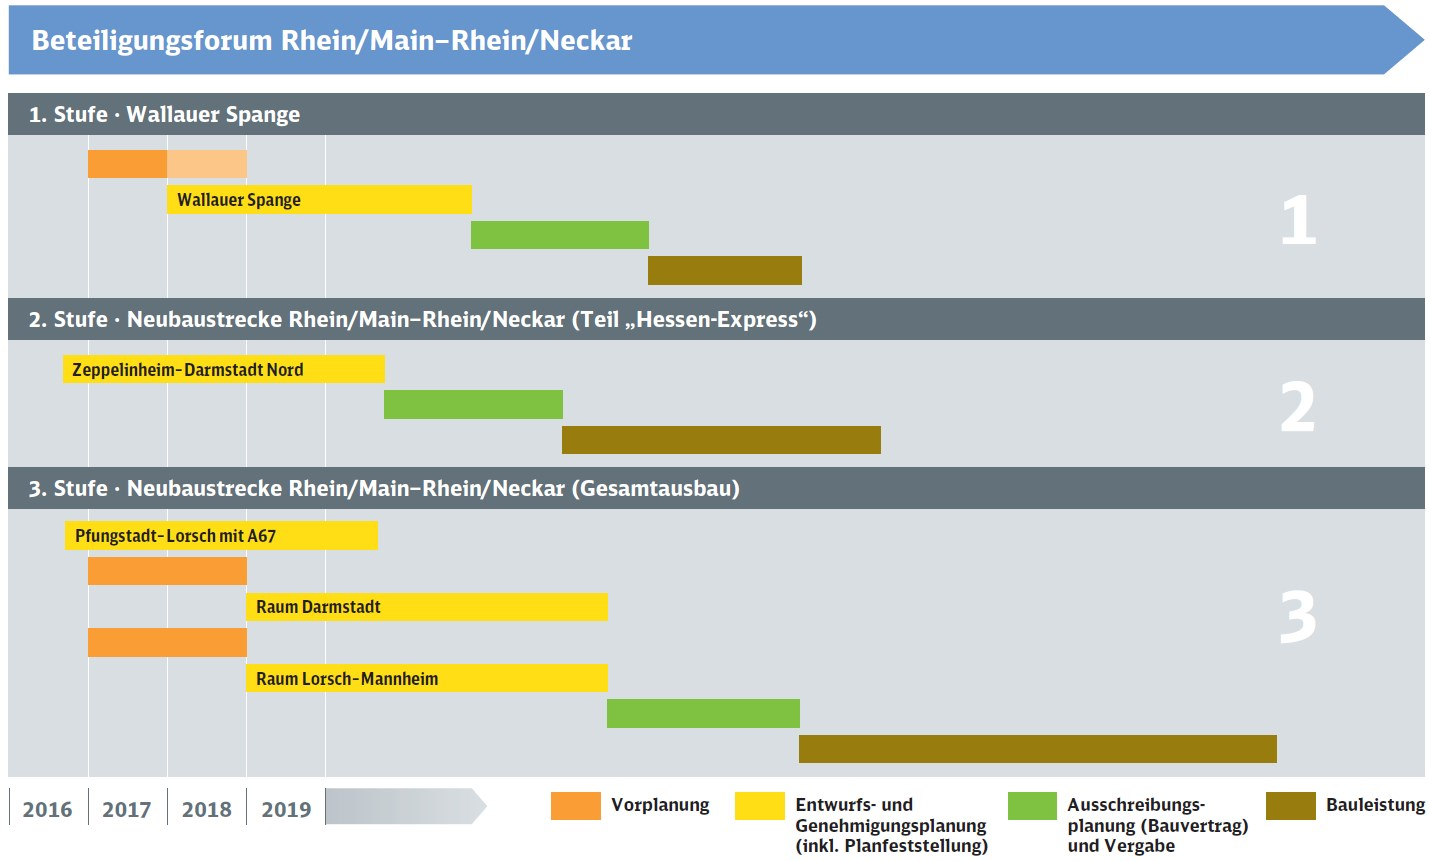 Beteiligungsforum Rhein/Main–Rhein/Neckar
1. Stufe · Wallauer Spange
Wallauer Spange
1
2. Stufe · Neubaustrecke Rhein/Main–Rhein/Neckar (Teil „Hessen-Express“)
Zeppelinheim–Darmstadt Nord
2
3. Stufe · Neubaustrecke Rhein/Main–Rhein/Neckar (Gesamtausbau)
Pfungstadt–Lorsch mit A67
Raum Darmstadt
3
Raum Lorsch–Mannheim
2016 2017 2018 2019
Vorplanung
Entwurfs- und
Genehmigungsplanung
(inkl. Planfeststellung)
Ausschreibungs-
planung (Bauvertrag)
und Vergabe
Bauleistung